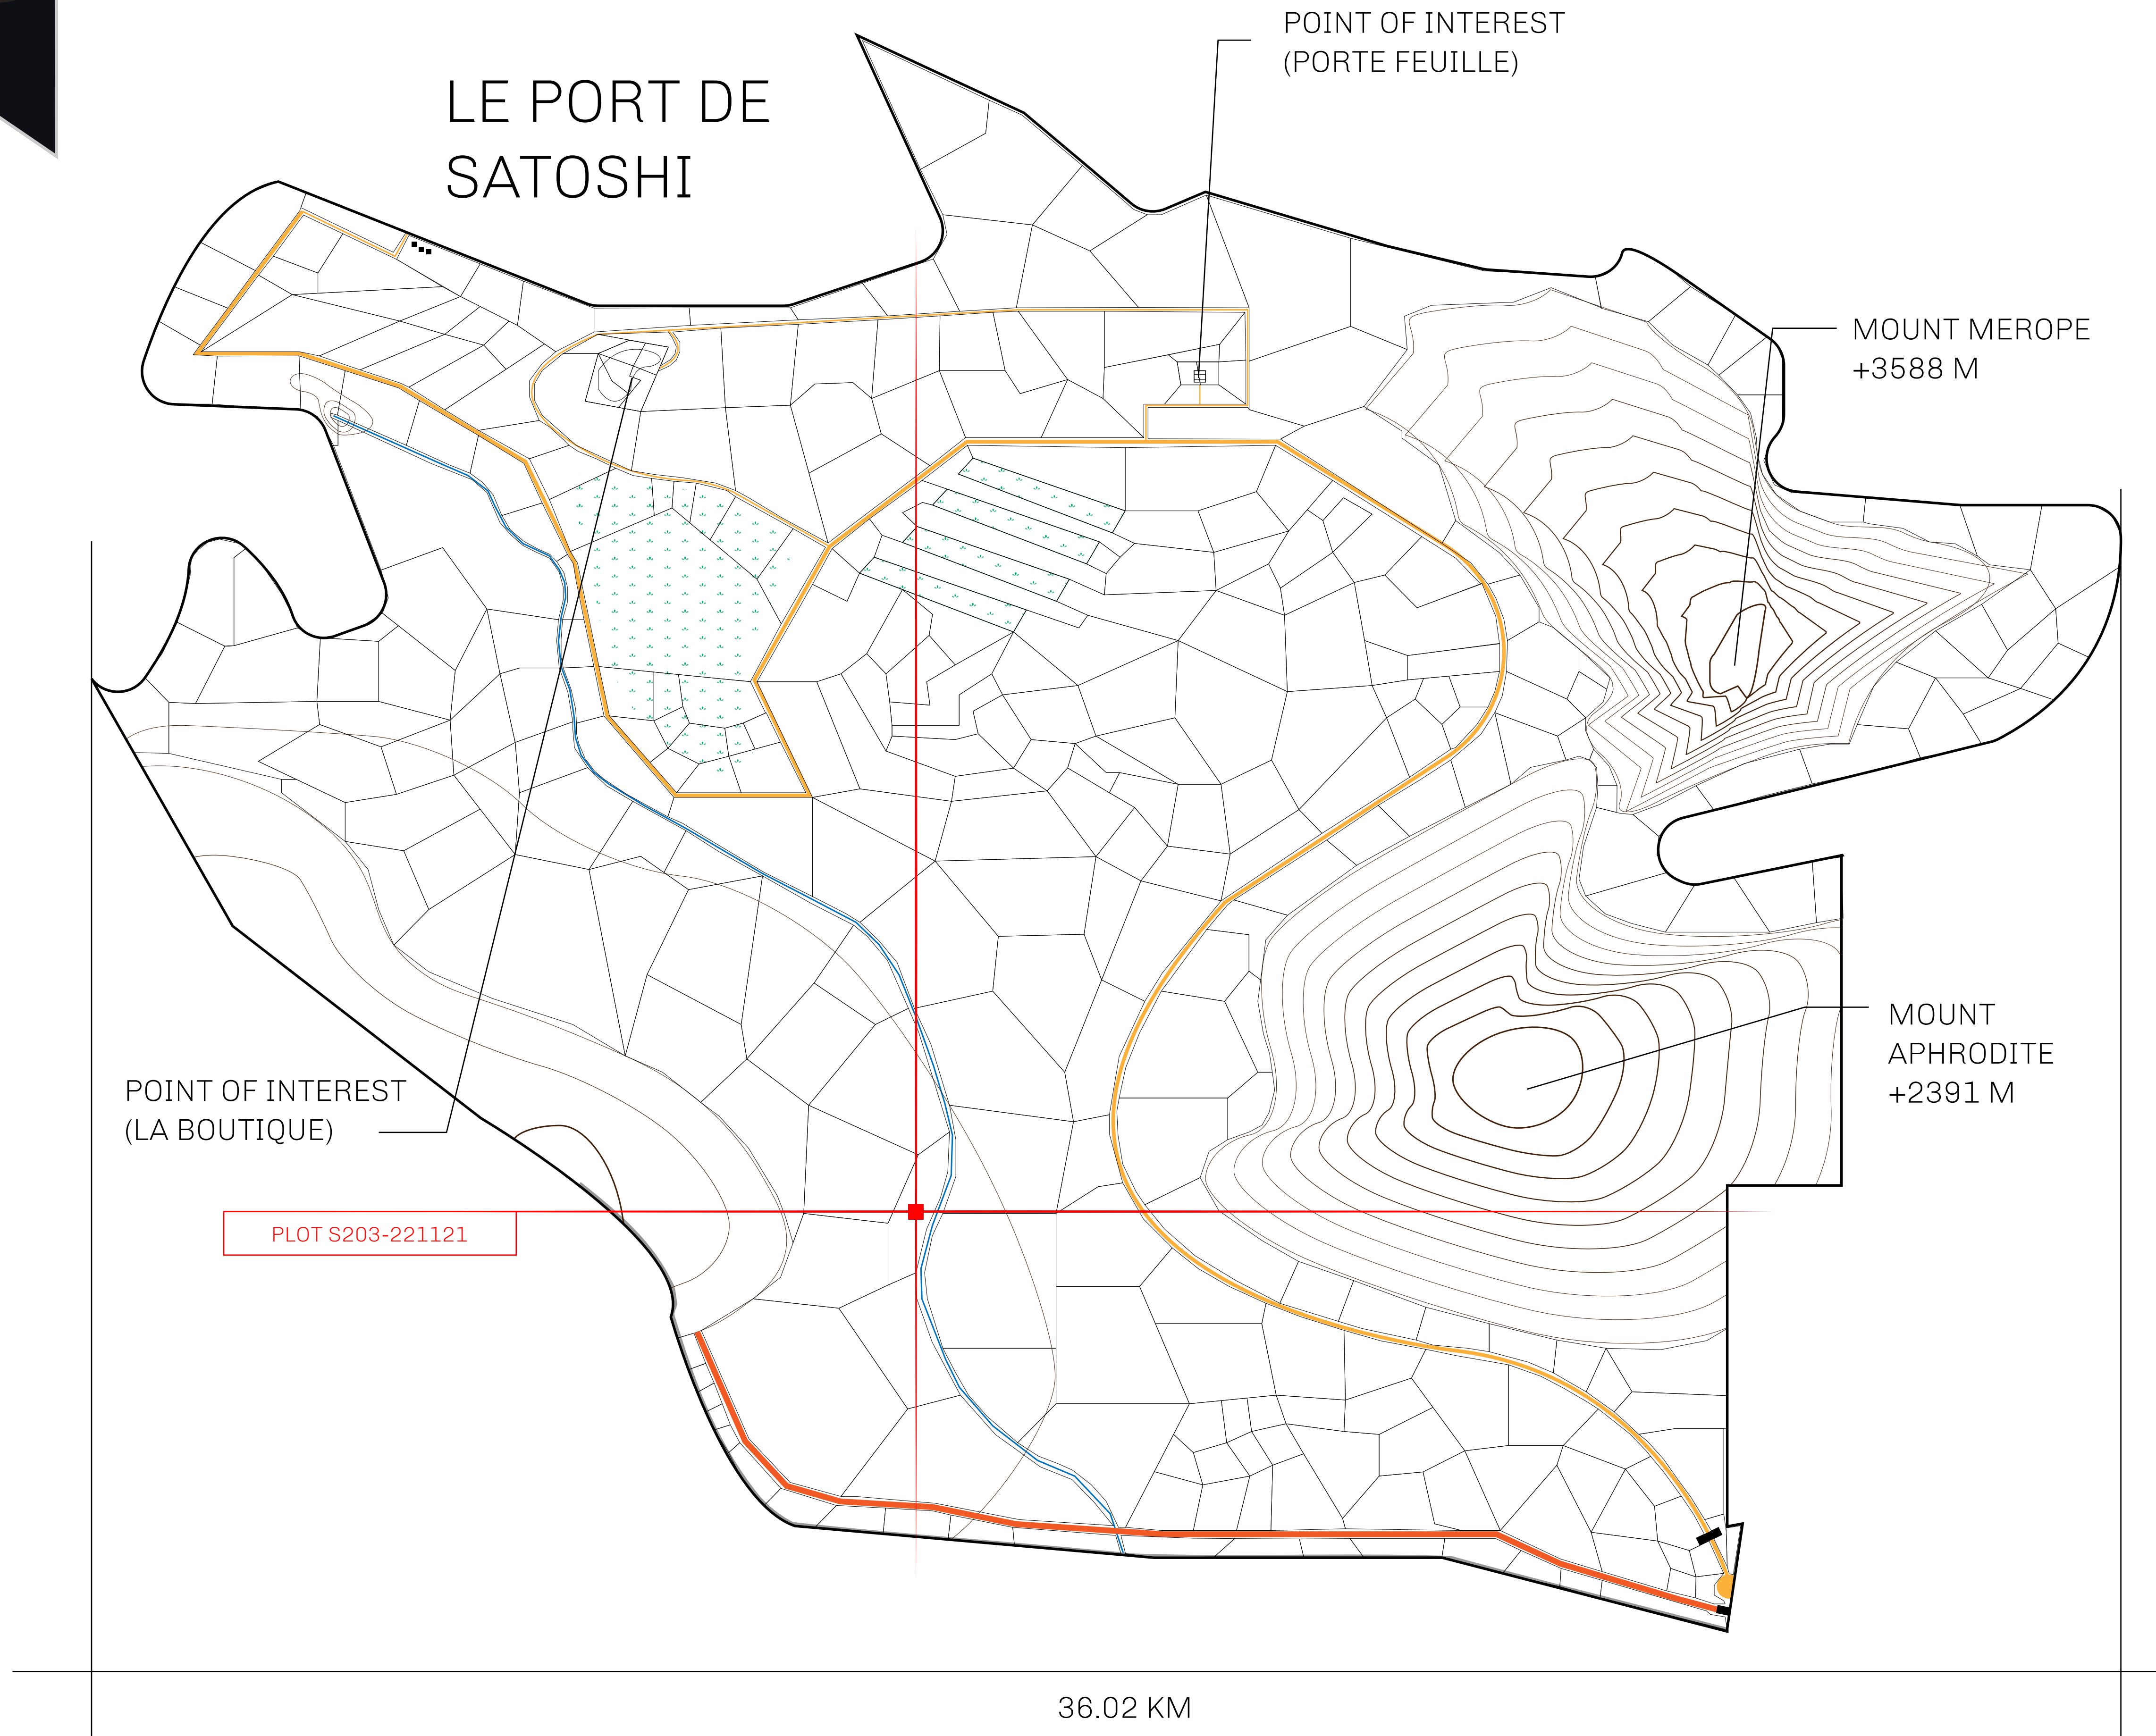 POINT OF INTEREST
(PORTE FEUILLE)
LE PORT DE
SATOSHI
MOUNT MEROPE
+3588 M
MOUNT
APHRODITE
+2391 M
POINT OF INTEREST
(LA BOUTIQUE)
PLOT S203-221121
36.02 KM